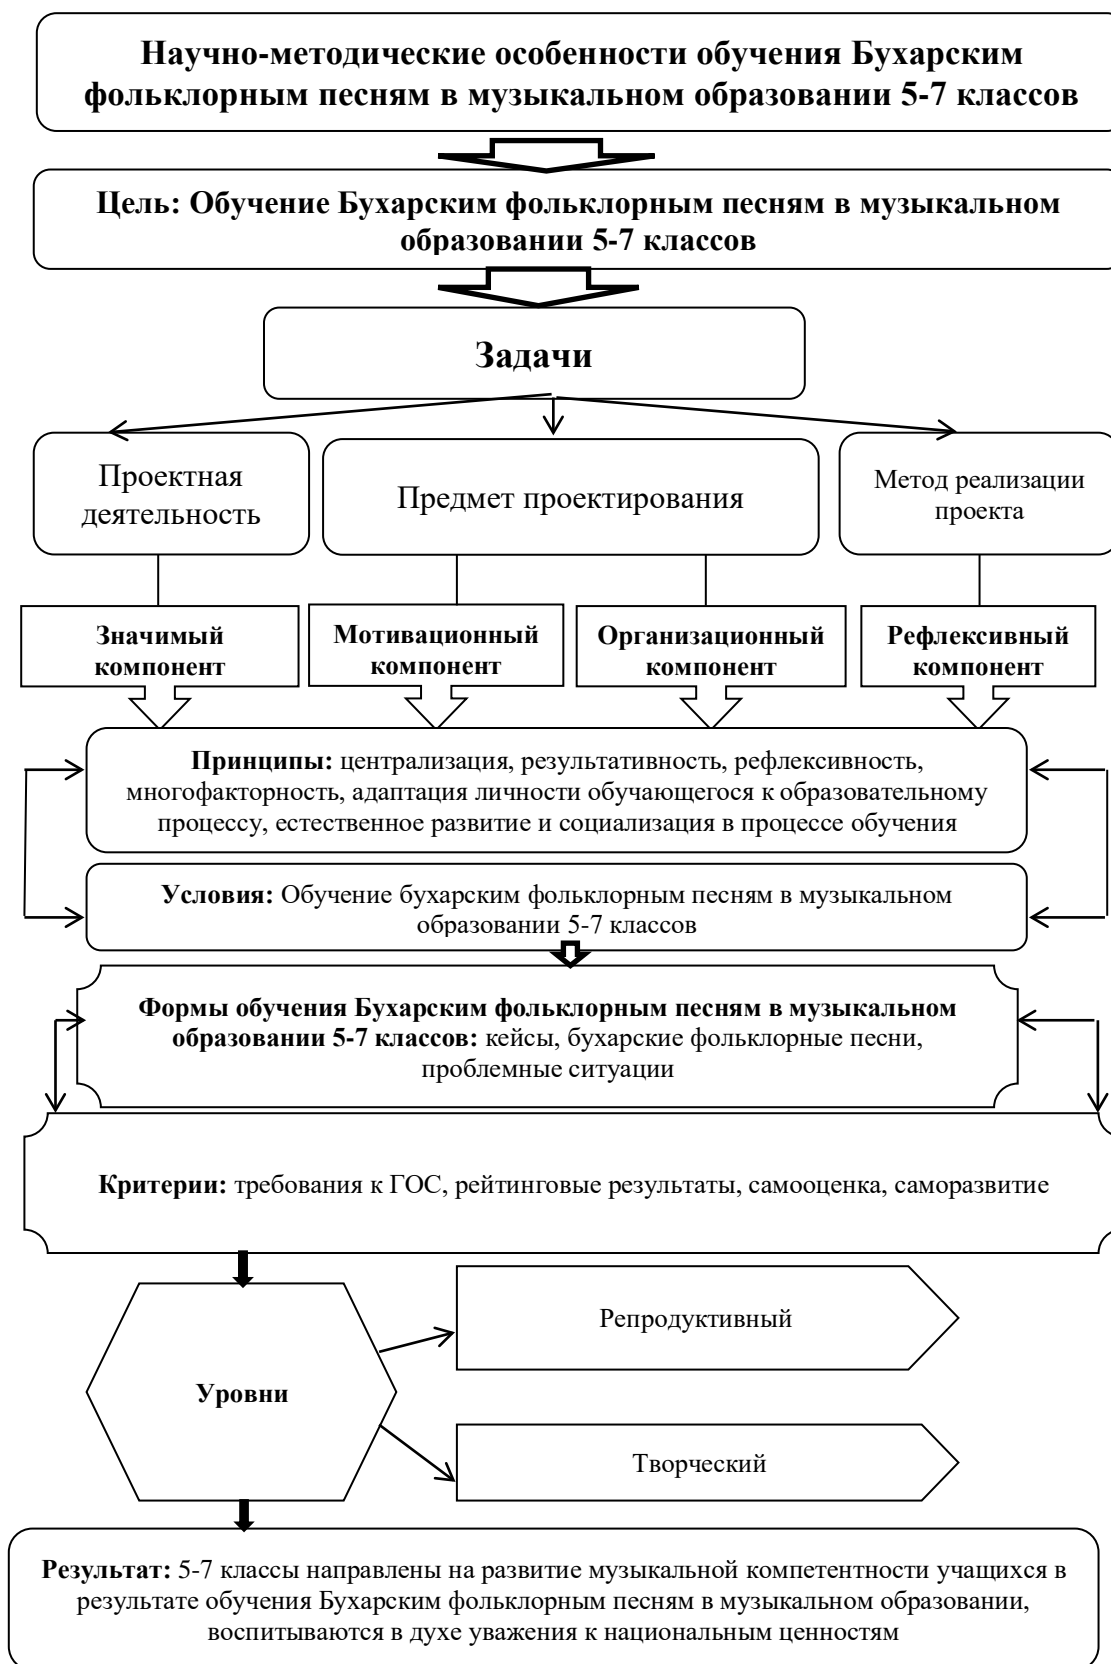 Научно-методические особенности обучения Бухарским
фольклорным песням в музыкальном образовании 5-7 классов
Цель: Обучение Бухарским фольклорным песням в музыкальном
образовании 5-7 классов
Задачи
Проектная
деятельность
Предмет проектирования
Метод реализации
проекта
Значимый
компонент
Мотивационный
компонент
Организационный
компонент
Рефлексивный
компонент
Принципы: централизация, результативность, рефлексивность,
многофакторность, адаптация личности обучающегося к образовательному
процессу, естественное развитие и социализация в процессе обучения
Условия: Обучение бухарским фольклорным песням в музыкальном
образовании 5-7 классов
Формы обучения Бухарским фольклорным песням в музыкальном
образовании 5-7 классов: кейсы, бухарские фольклорные песни,
проблемные ситуации
Критерии: требования к ГОС, рейтинговые результаты, самооценка, саморазвитие
Уровни
Репродуктивный
Творческий
Результат: 5-7 классы направлены на развитие музыкальной компетентности учащихся в
результате обучения Бухарским фольклорным песням в музыкальном образовании,
воспитываются в духе уважения к национальным ценностям